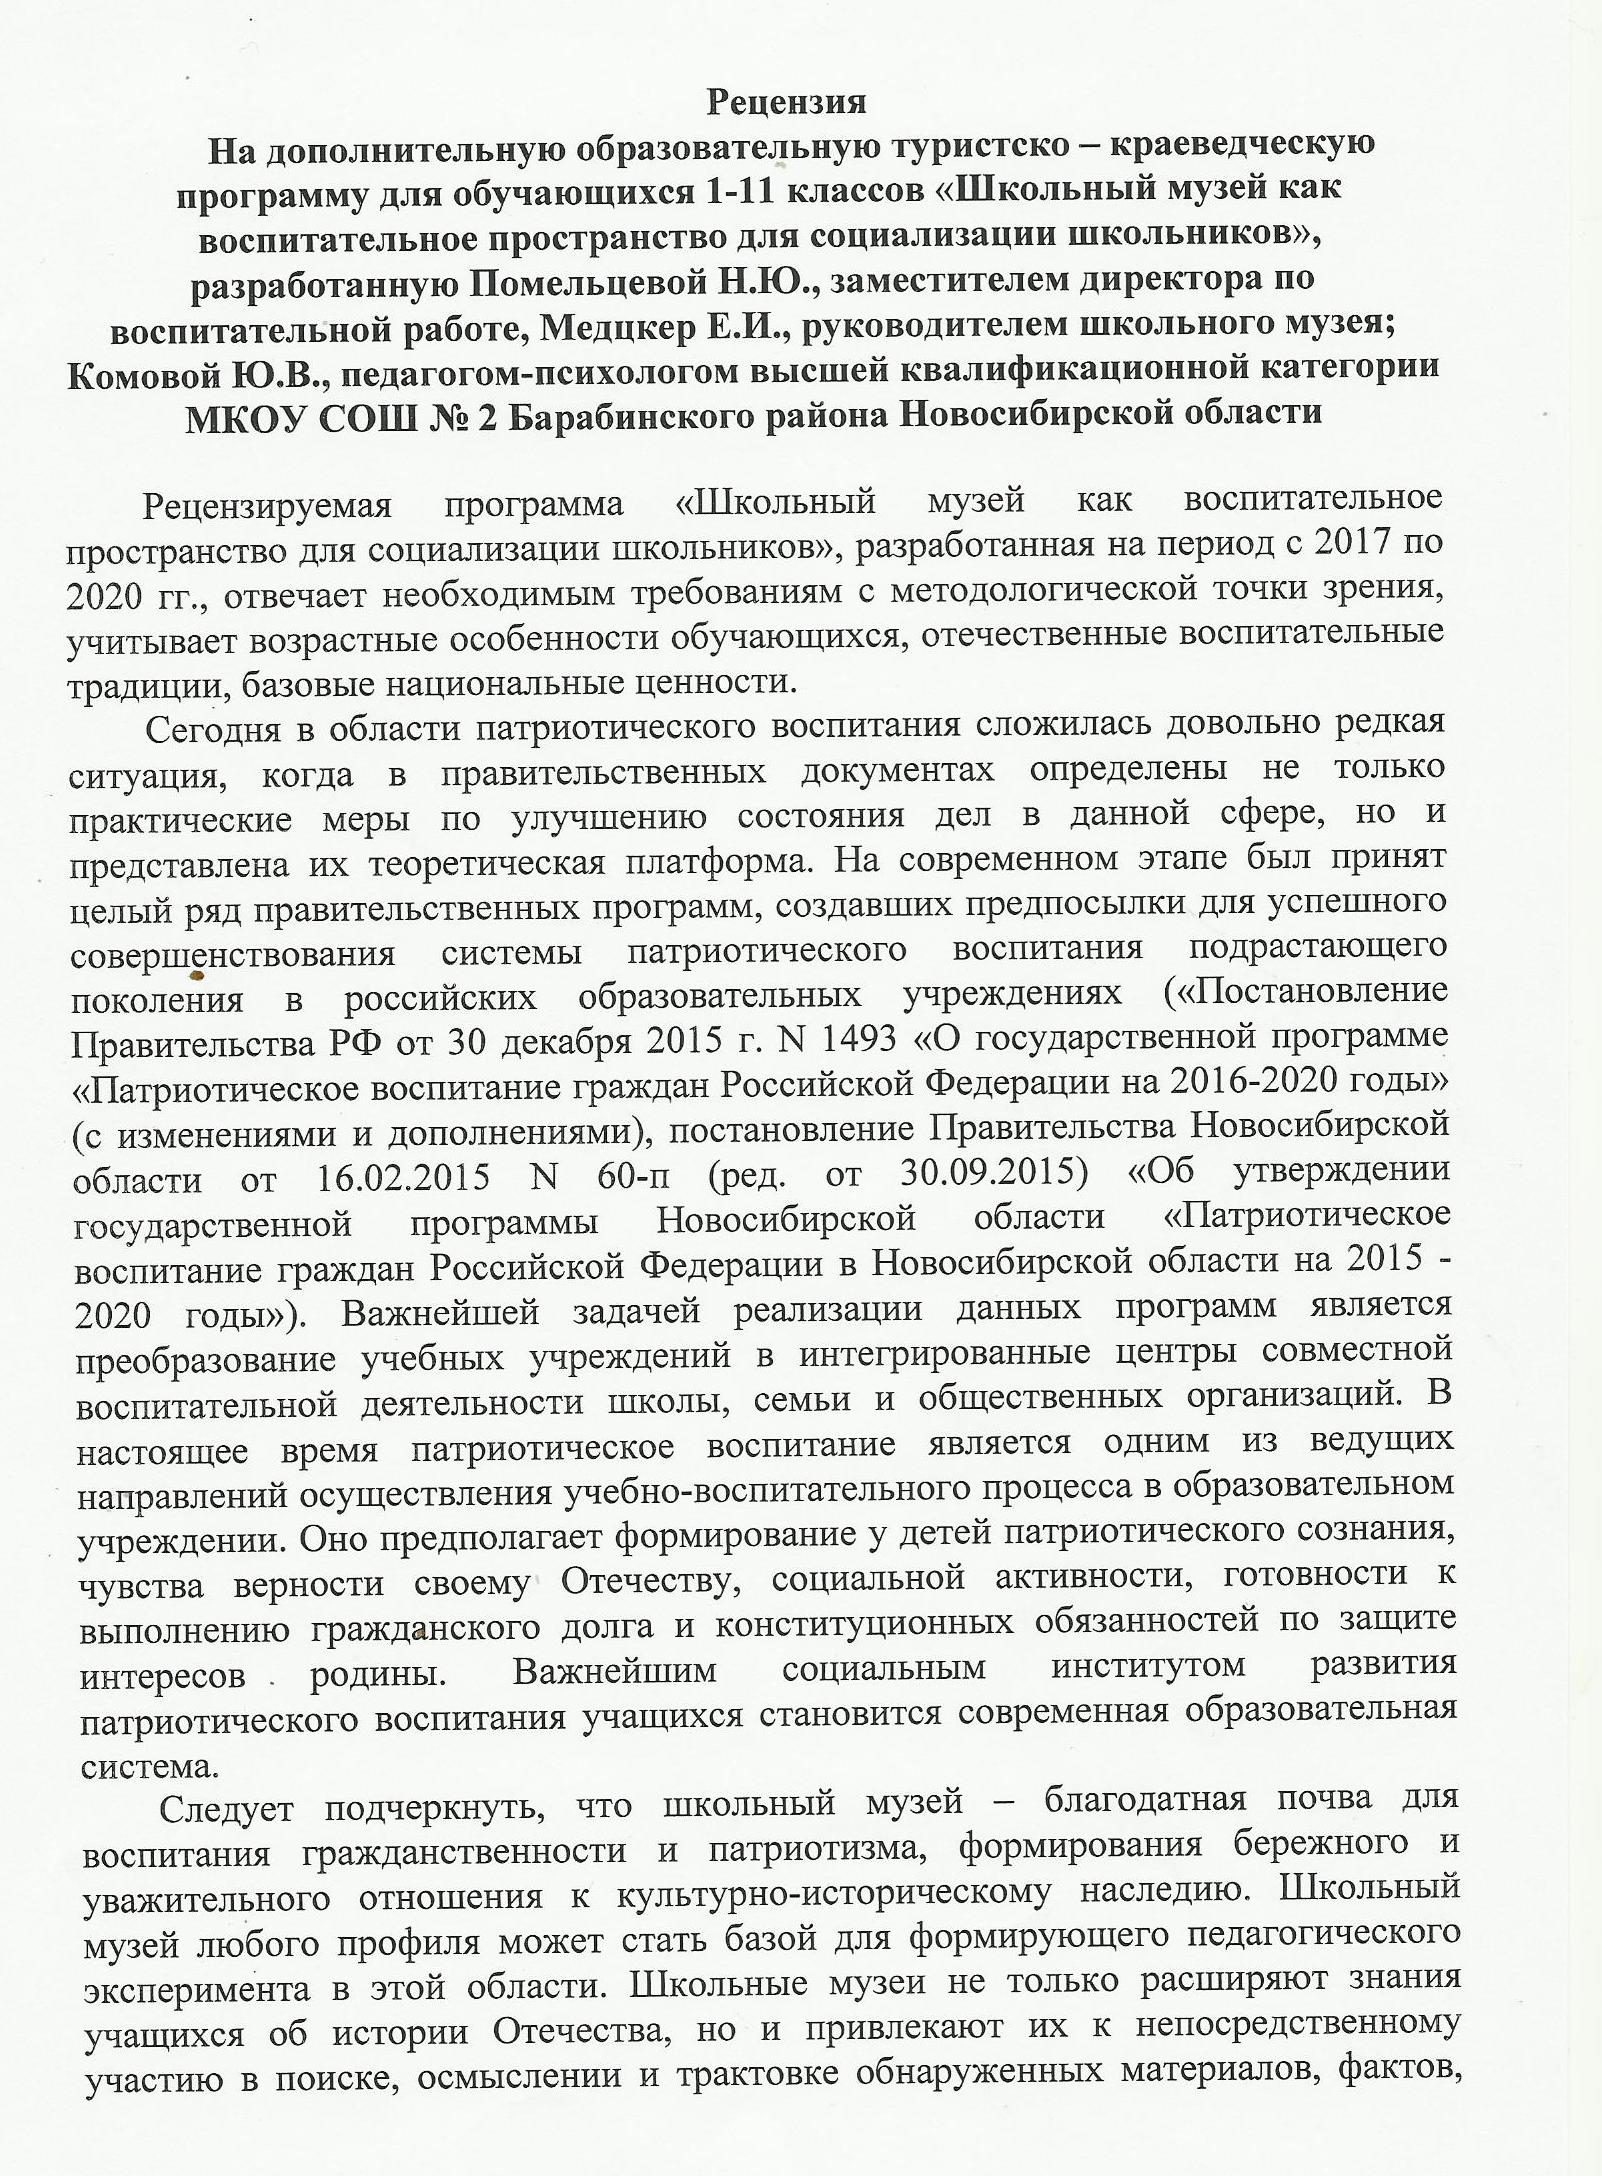 Рецензия
На дополнительную образовательную туристско – краеведческую
программу для обучающихся 1-11 классов «Школьный музей как
воспитательное пространство для социализации школьников»,
разработанную Помельцевой Н.Ю., заместителем директора по
воспитательной работе, Медцкер Е.И., руководителем школьного музея;
Комовой Ю.В., педагогом-психологом высшей квалификационной категории
МКОУ СОШ № 2 Барабинского района Новосибирской области
Рецензируемая программа «Школьный музей как воспитательное
пространство для социализации школьников», разработанная на период с 2017 по
2020 гг., отвечает необходимым требованиям с методологической точки зрения,
учитывает возрастные особенности обучающихся, отечественные воспитательные
традиции, базовые национальные ценности.
Сегодня в области патриотического воспитания сложилась довольно редкая
ситуация, когда в правительственных документах определены не только
практические меры по улучшению состояния дел в данной сфере, но и
представлена их теоретическая платформа. На современном этапе был принят
целый ряд правительственных программ, создавших предпосылки для успешного
совершенствования системы патриотического воспитания подрастающего
поколения в российских образовательных учреждениях («Постановление
Правительства РФ от 30 декабря 2015 г. N 1493 «О государственной программе
«Патриотическое воспитание граждан Российской Федерации на 2016-2020 годы»
(с изменениями и дополнениями), постановление Правительства Новосибирской
области от 16.02.2015 N 60-п (ред. от 30.09.2015) «Об утверждении
государственной программы Новосибирской области «Патриотическое
воспитание граждан Российской Федерации в Новосибирской области на 2015 -
2020 годы»). Важнейшей задачей реализации данных программ является
преобразование учебных учреждений в интегрированные центры совместной
воспитательной деятельности школы, семьи и общественных организаций. В
настоящее время патриотическое воспитание является одним из ведущих
направлений осуществления учебно-воспитательного процесса в образовательном
учреждении. Оно предполагает формирование у детей патриотического сознания,
чувства верности своему Отечеству, социальной активности, готовности к
выполнению гражданского долга и конституционных обязанностей по защите
интересов родины. Важнейшим социальным институтом развития
патриотического воспитания учащихся становится современная образовательная
система.
Следует подчеркнуть, что школьный музей – благодатная почва для
воспитания гражданственности и патриотизма, формирования бережного и
уважительного отношения к культурно-историческому наследию. Школьный
музей любого профиля может стать базой для формирующего педагогического
эксперимента в этой области. Школьные музеи не только расширяют знания
учащихся об истории Отечества, но и привлекают их к непосредственному
участию в поиске, осмыслении и трактовке обнаруженных материалов, фактов,